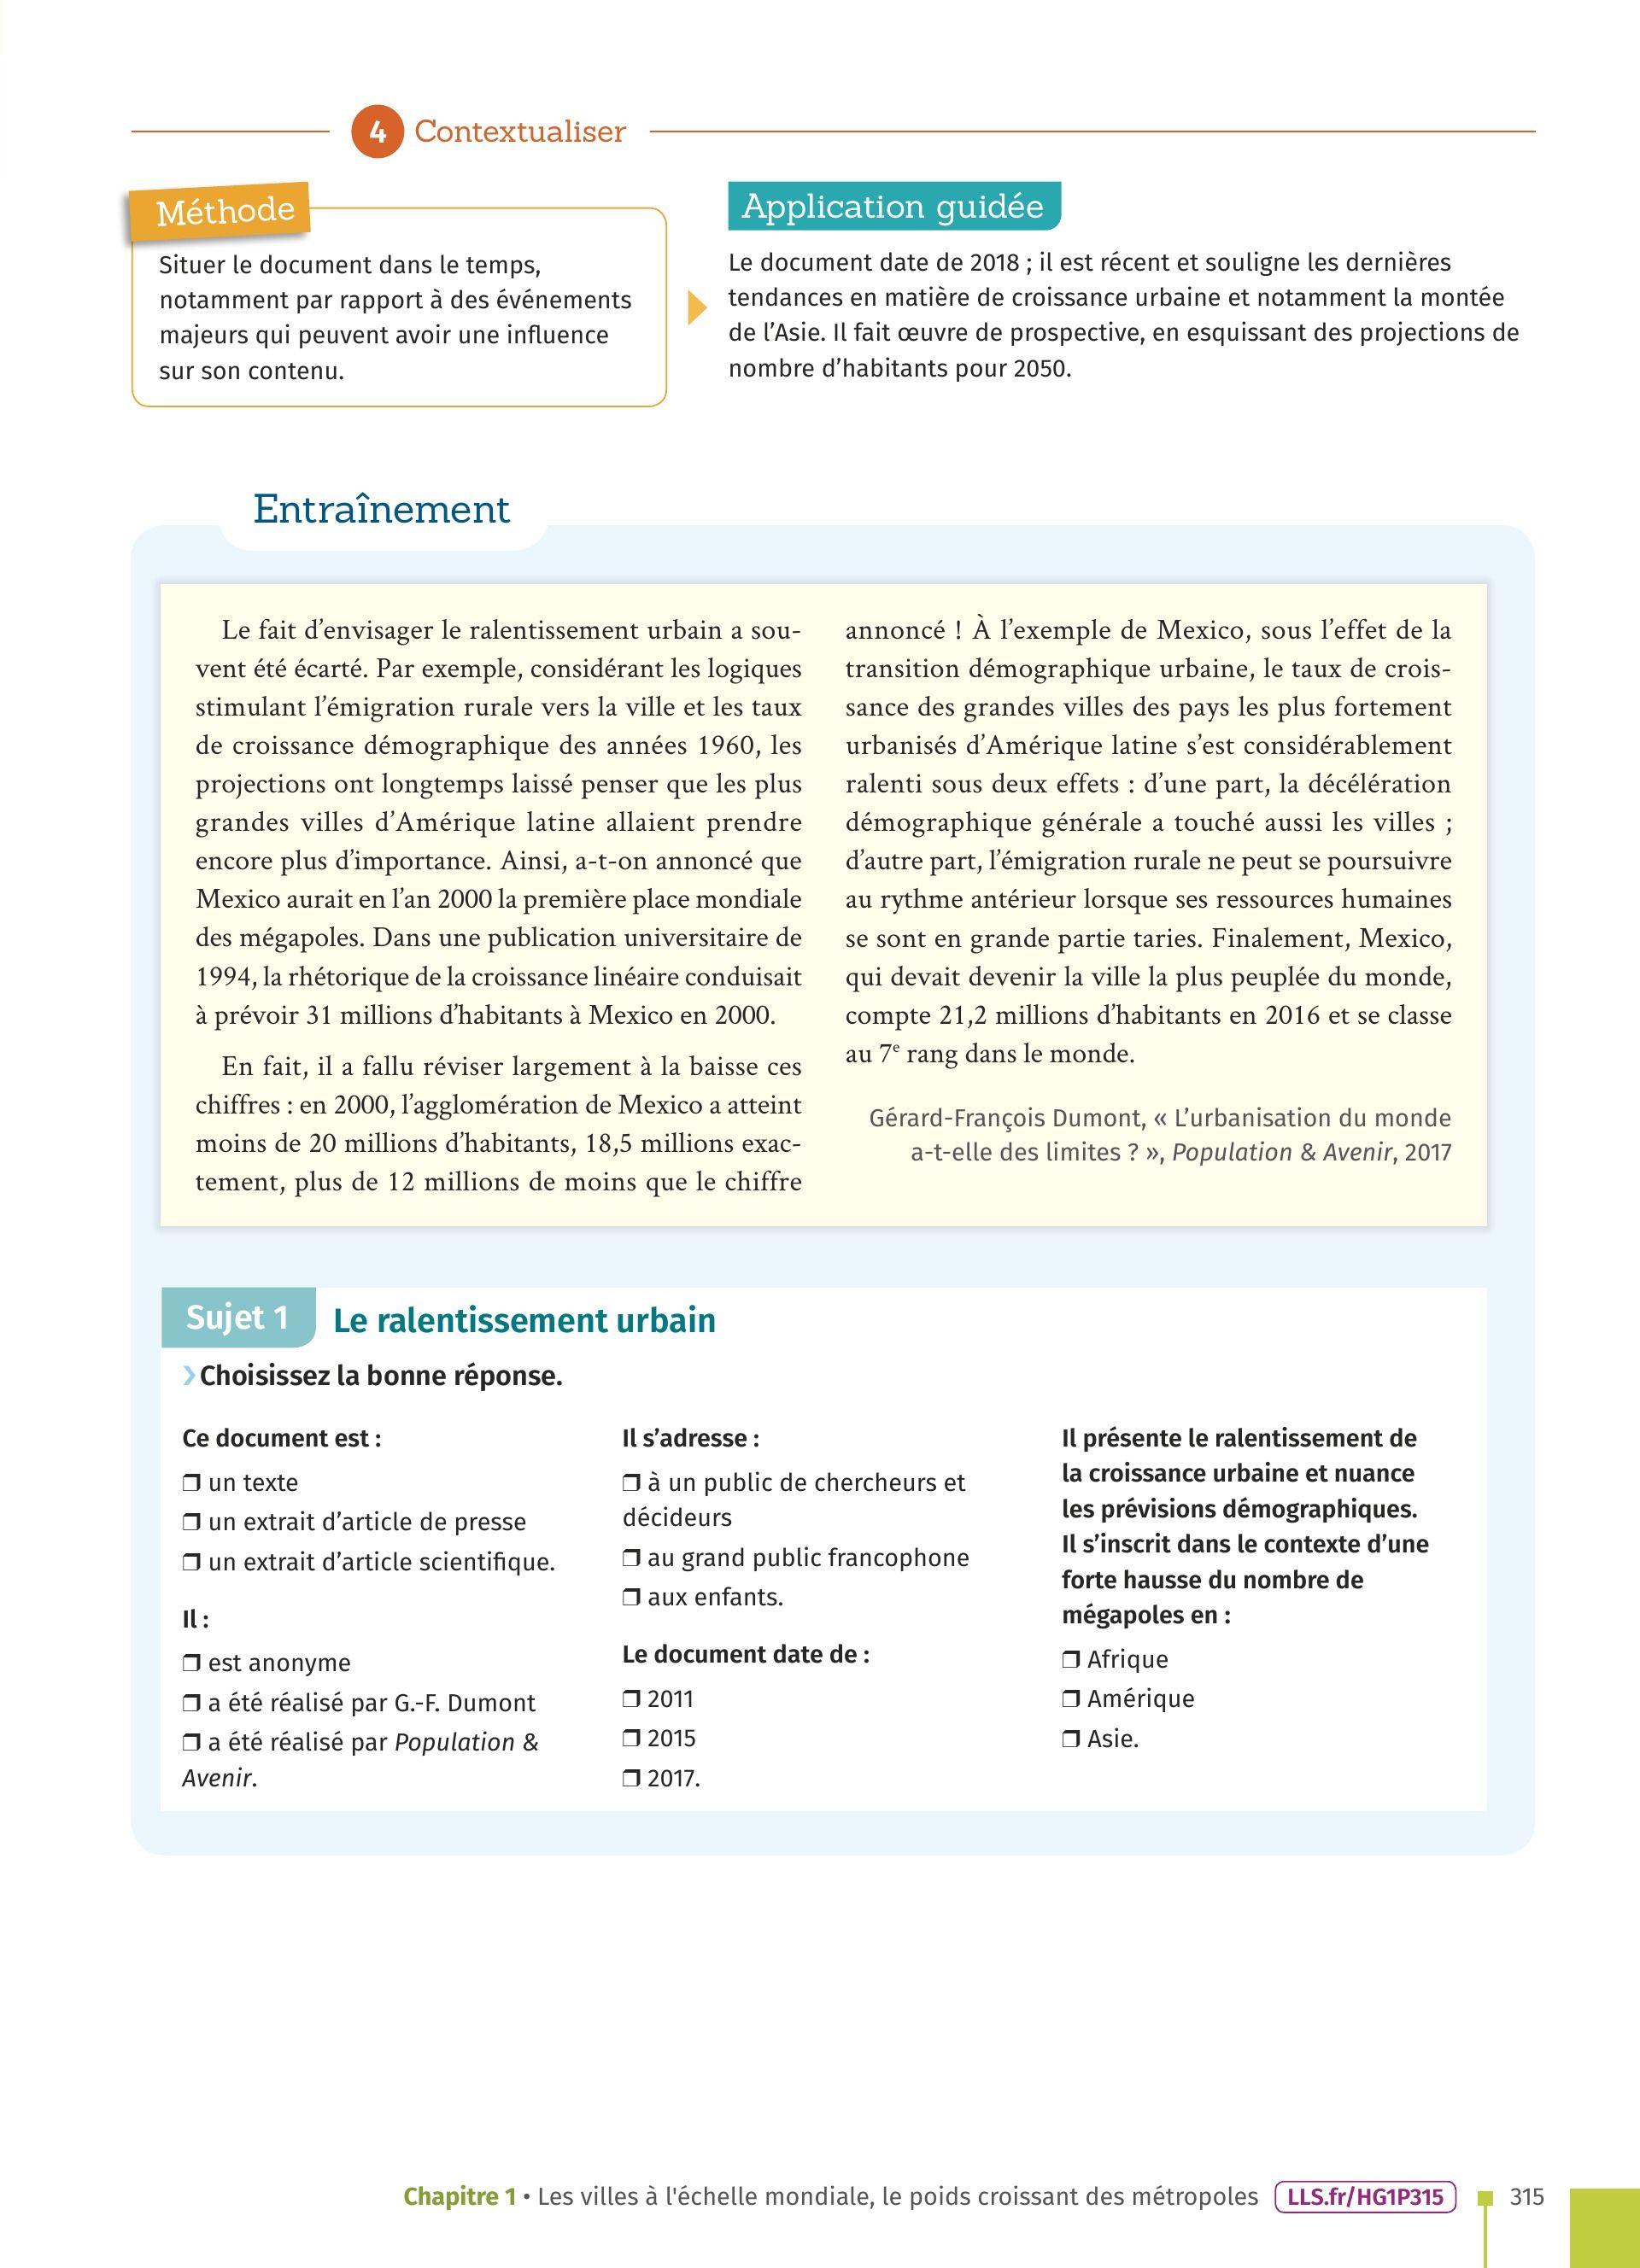 4 Contextualiser
Méthode
Situer le document dans le temps,
notamment par rapport à des événements
majeurs qui peuvent avoir une influence
sur son contenu.
Application guidée
Le document date de 2018 ; il est récent et souligne les dernières
tendances en matière de croissance urbaine et notamment la montée
de l’Asie. Il fait œuvre de prospective, en esquissant des projections de
nombre d’habitants pour 2050.
Entraînement
Le fait d’envisager le ralentissement urbain a sou-
vent été écarté. Par exemple, considérant les logiques
stimulant l’émigration rurale vers la ville et les taux
de croissance démographique des années 1960, les
projections ont longtemps laissé penser que les plus
grandes villes d’Amérique latine allaient prendre
encore plus d’importance. Ainsi, a-t-on annoncé que
Mexico aurait en l’an 2000 la première place mondiale
des mégapoles. Dans une publication universitaire de
1994, la rhétorique de la croissance linéaire conduisait
à prévoir 31 millions d’habitants à Mexico en 2000.
En fait, il a fallu réviser largement à la baisse ces
chiffres : en 2000, l’agglomération de Mexico a atteint
moins de 20 millions d’habitants, 18,5 millions exac-
tement, plus de 12 millions de moins que le chiffre
annoncé ! À l’exemple de Mexico, sous l’effet de la
transition démographique urbaine, le taux de crois-
sance des grandes villes des pays les plus fortement
urbanisés d’Amérique latine s’est considérablement
ralenti sous deux effets : d’une part, la décélération
démographique générale a touché aussi les villes ;
d’autre part, l’émigration rurale ne peut se poursuivre
au rythme antérieur lorsque ses ressources humaines
se sont en grande partie taries. Finalement, Mexico,
qui devait devenir la ville la plus peuplée du monde,
compte 21,2 millions d’habitants en 2016 et se classe
au 7e rang dans le monde.
Gérard-François Dumont, « L’urbanisation du monde
a-t-elle des limites ? », Population & Avenir, 2017
Sujet 1 Le ralentissement urbain
› Choisissez la bonne réponse.
Ce document est :
❒ un texte
❒ un extrait d’article de presse
❒ un extrait d’article scientifique.
Il :
❒ est anonyme
❒ a été réalisé par G.-F. Dumont
❒ a été réalisé par Population &
Avenir.
Il s’adresse :
❒ à un public de chercheurs et
décideurs
❒ au grand public francophone
❒ aux enfants.
Le document date de :
❒ 2011
❒ 2015
❒ 2017.
Il présente le ralentissement de
la croissance urbaine et nuance
les prévisions démographiques.
Il s’inscrit dans le contexte d’une
forte hausse du nombre de
mégapoles en :
❒ Afrique
❒ Amérique
❒ Asie.
Chapitre 1 • Les villes à l'échelle mondiale, le poids croissant des métropoles LLS.fr/HG1P315 315